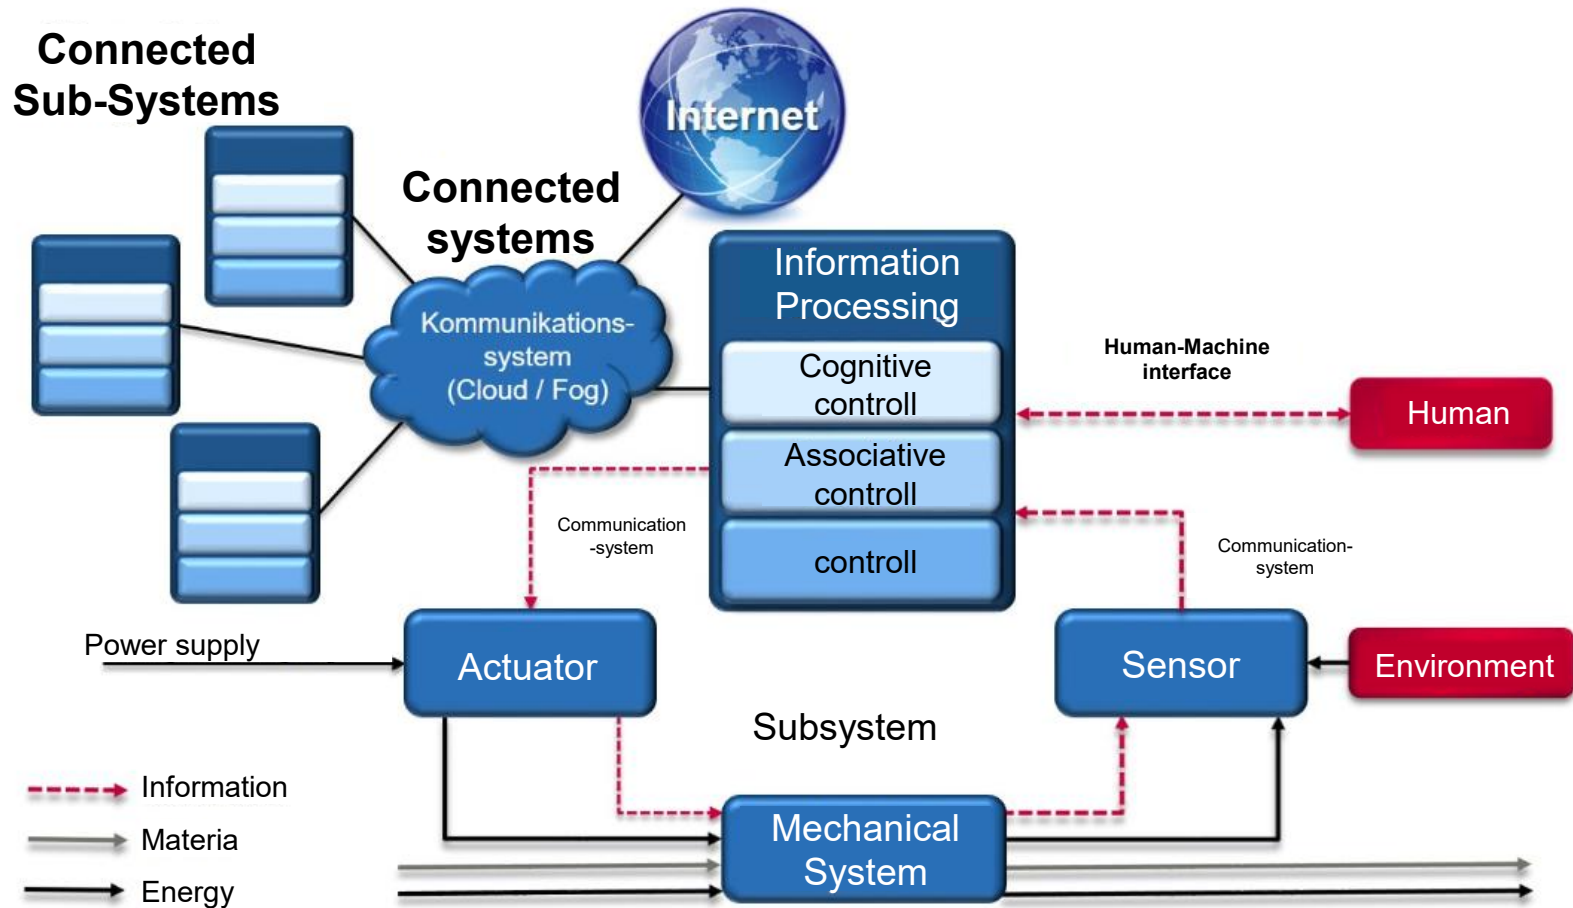 Connected
Sub-Systems
Internet
Connected
systems
Kommunikations-
system
(Cloud / Fog)
Information
Processing
Cognitive
controll
Associative
controll
controll
Human-Machine
interface
Human
Communication
-system
Communication-
system
Power supply
Actuator
Sensor
Environment
Subsystem
Mechanical
System
Information
Materia
Energy